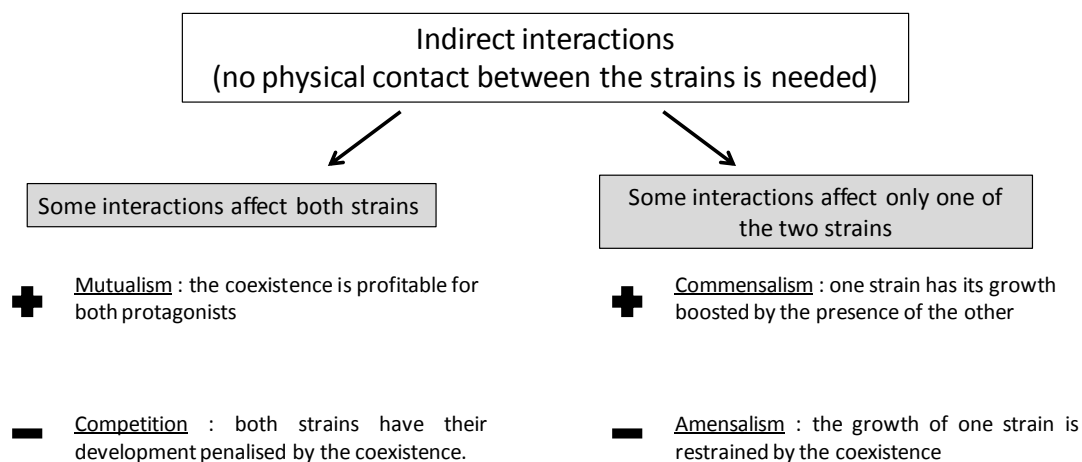 Indirect interactions
(no physical contact between the strains is needed)
Some interactions affect both strains
Some interactions affect only one of
the two strains
Mutualism : the coexistence is profitable for
both protagonists
Commensalism : one strain has its growth
boosted by the presence of the other
Competition : both strains have their
development penalised by the coexistence.
Amensalism : the growth of one strain is
restrained by the coexistence